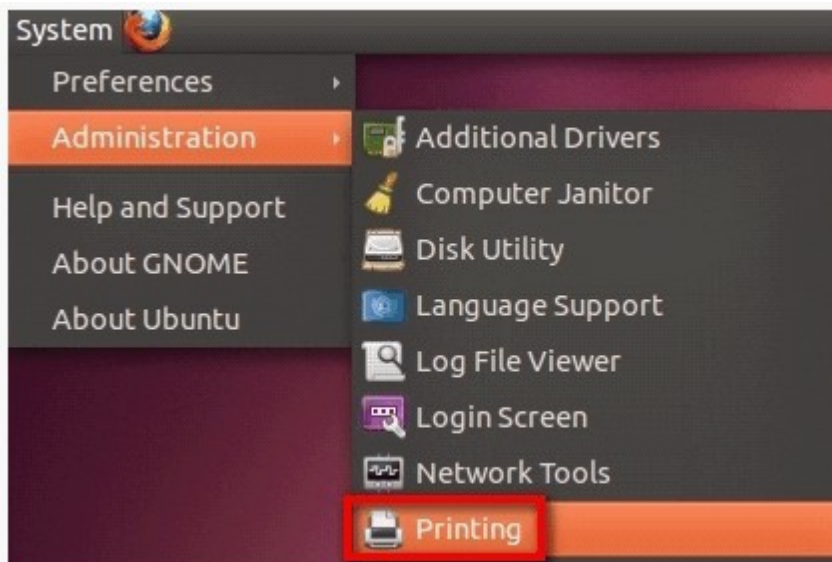 System
Preferences
Administration
Help and Support
About GNOME
About Ubuntu
Additional Drivers
Computer Janitor
Disk Utility
Language Support
Log File Viewer
Login Screen
Network Tools
Printing